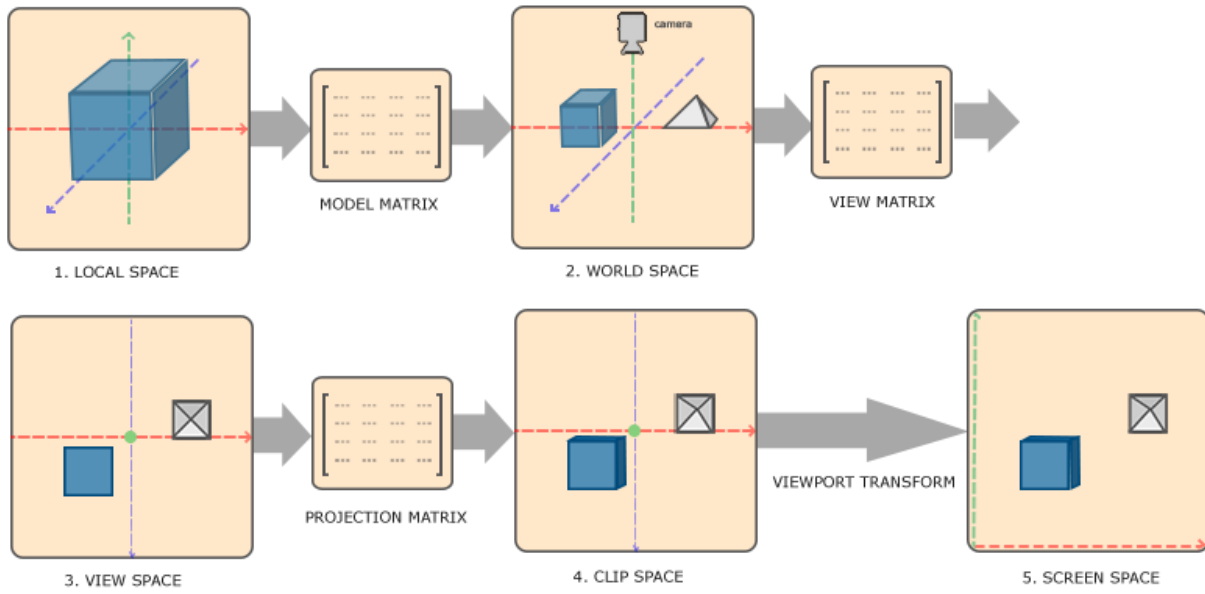 camera
MODEL MATRIX
VIEW MATRIX
1. LOCAL SPACE
2. WORLD SPACE
PROJECTION MATRIX
VIEWPORT TRANSFORM
3. VIEW SPACE
4. CLIP SPACE
5. SCREEN SPACE